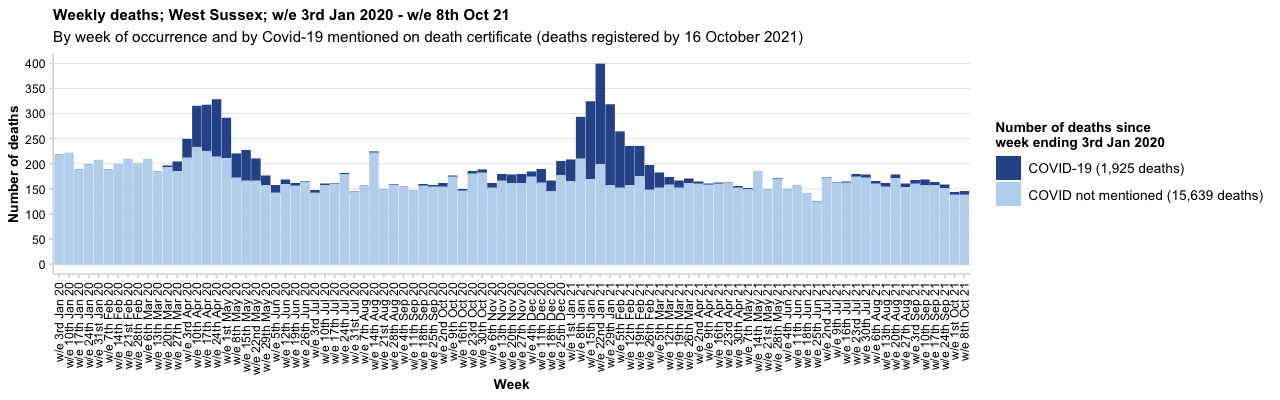 Weekly deaths; West Sussex; w/e 3rd Jan 2020 - w/e 8th Oct 21
By week of occurrence and by Covid-19 mentioned on death certificate (deaths registered by 16 October 2021)
Number of deaths
400
350
300
250
200
150
100
50
0
w/e 3rd Jan 20
w/e 10th Jan 20
w/e 17th Jan 20
w/e 24th Jan 20
w/e 31st Jan 20
w/e 7th Feb 20
w/e 14th Feb 20
w/e 21st Feb 20
w/e 28th Feb 20
w/e 6th Mar 20
w/e 13th Mar 20
w/e 20th Mar 20
w/e 27th Mar 20
w/e 3rd Apr 20
w/e 10th Apr 20
w/e 17th Apr 20
w/e 24th Apr 20
w/e 1st May 20
w/e 8th May 20
w/e 15th May 20
w/e 22nd May 20
w/e 29th May 20
w/e 5th Jun 20
w/e 12th Jun 20
w/e 19th Jun 20
w/e 26th Jun 20
w/e 3rd Jul 20
w/e 10th Jul 20
w/e 17th Jul 20
w/e 24th Jul 20
w/e 31st Jul 20
w/e 7th Aug 20
w/e 14th Aug 20
w/e 21st Aug 20
w/e 28th Aug 20
w/e 4th Sep 20
w/e 11th Sep 20
w/e 18th Sep 20
w/e 25th Sep 20
w/e 2nd Oct 20
w/e 9th Oct 20
w/e 16th Oct 20
w/e 23rd Oct 20
w/e 30th Oct 20
w/e 6th Nov 20
w/e 13th Nov 20
w/e 20th Nov 20
w/e 27th Nov 20
w/e 4th Dec 20
w/e 11th Dec 20
w/e 18th Dec 20
w/e 25th Dec 20
w/e 1st Jan 21
w/e 8th Jan 21
w/e 15th Jan 21
w/e 22nd Jan 21
w/e 29th Jan 21
w/e 5th Feb 21
w/e 12th Feb 21
w/e 19th Feb 21
w/e 26th Feb 21
w/e 5th Mar 21
w/e 12th Mar 21
w/e 19th Mar 21
w/e 26th Mar 21
w/e 2nd Apr 21
w/e 9th Apr 21
w/e 16th Apr 21
w/e 23rd Apr 21
w/e 30th Apr 21
w/e 7th May 21
w/e 14th May 21
w/e 21st May 21
w/e 28th May 21
w/e 4th Jun 21
w/e 11th Jun 21
w/e 18th Jun 21
w/e 25th Jun 21
w/e 2nd Jul 21
w/e 9th Jul 21
w/e 16th Jul 21
w/e 23rd Jul 21
w/e 30th Jul 21
w/e 6th Aug 21
w/e 13th Aug 21
w/e 20th Aug 21
w/e 27th Aug 21
w/e 3rd Sep 21
w/e 10th Sep 21
w/e 17th Sep 21
w/e 24th Sep 21
w/e 1st Oct 21
w/e 8th Oct 21
Week
Number of deaths since
week ending 3rd Jan 2020
COVID-19 (1,925 deaths)
COVID not mentioned (15,639 deaths)